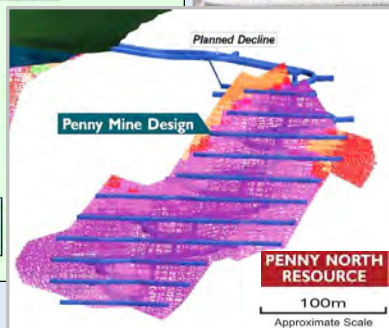 Planned Decline
Penny Mine Design
PENNY NORTH
RESOURCE
100m
Approximate Scale